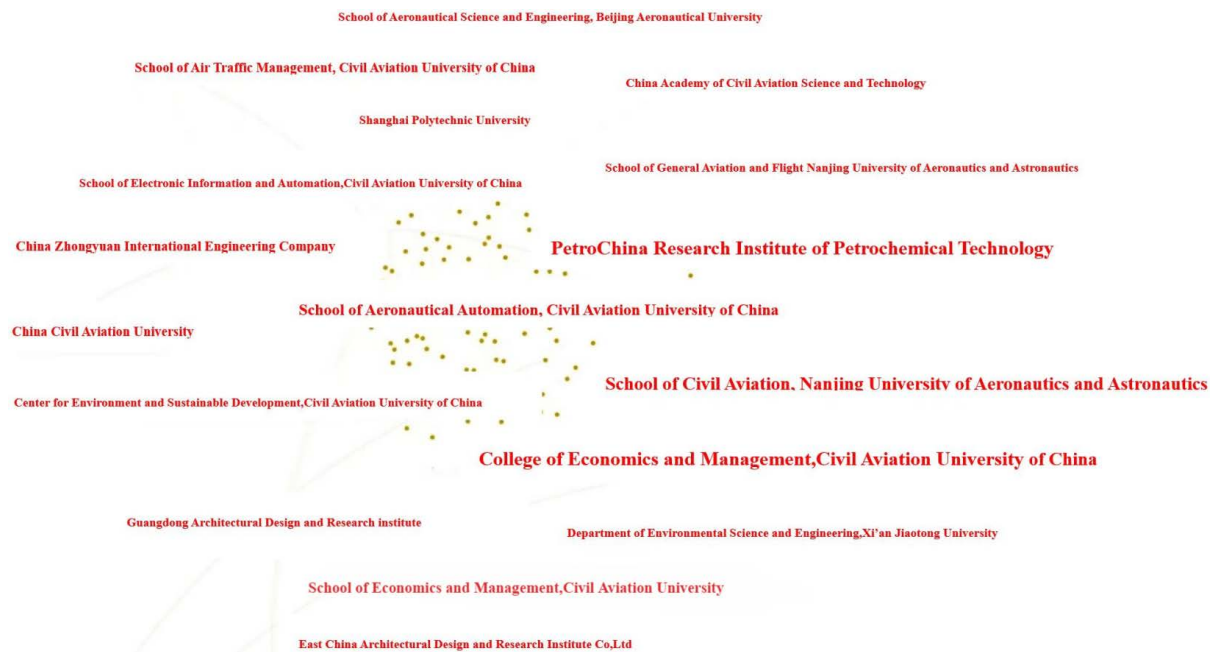 School of Aeronautical Science and Engineering, Beijing Aeronautical University
School of Air Traffic Management, Civil Aviation University of China
China Academy of Civil Aviation Science and Technology
Shanghai Polytechnic University
School of General Aviation and Flight Nanjing University of Aeronautics and Astronautics
School of Electronic Information and Automation,Civil Aviation University of China
China Zhongyuan International Engineering Company
PetroChina Research Institute of Petrochemical Technology
School of Aeronautical Automation, Civil Aviation University of China
China Civil Aviation University
School of Civil Aviation, Nanjing University of Aeronautics and Astronautics
Center for Environment and Sustainable Development,Civil Aviation University of China
College of Economics and Management,Civil Aviation University of China
Guangdong Architectural Design and Research institute
Department of Environmental Science and Engineering,Xi'an Jiaotong University
School of Economics and Management,Civil Aviation University
East China Architectural Design and Research Institute Co,Ltd